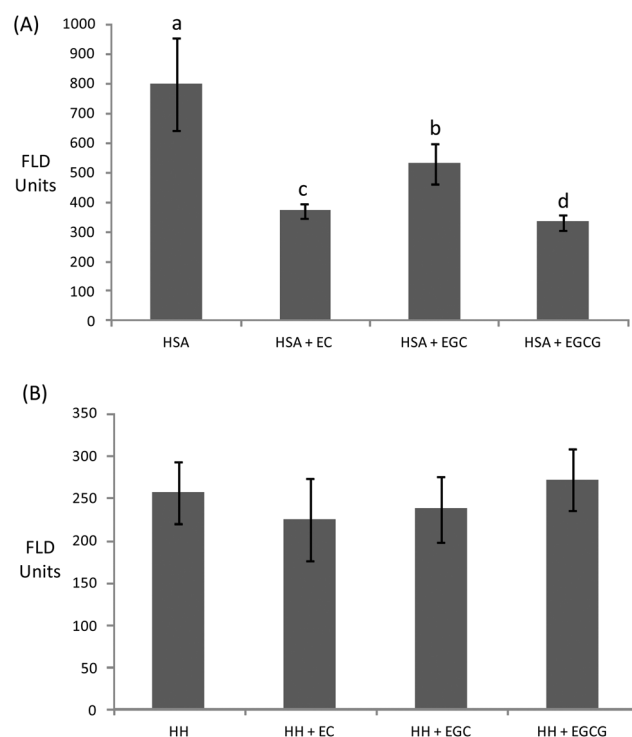 (A)
1000
900
800
700
600
500
400
300
200
100
0
FLD
Units
a
c
b
d
HSA
HSA + EC
HSA + EGC
HSA + EGCG
(B)
350
300
250
200
150
100
50
0
FLD
Units
HH
HH + EC
HH + EGC
HH + EGCG